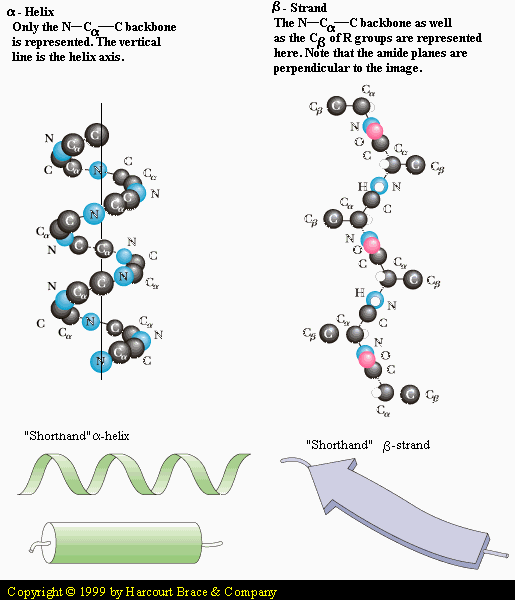 α - Helix
Only the N—Cα—C backbone
is represented. The vertical
line is the helix axis.
β - Strand
The N—Cα—C backbone as well
as the Cβ of R groups are represented
here. Note that the amide planes are
perpendicular to the image.
C
N
Cα
C
N
C
Cα
N
C
Cα
N
C
Cα
N
C
Cα
N
C
Cα
N
C
N
Cα
N
C
Cα
N
C
Cα
N
Cα
C
N
Cα
Cβ
C
N
O
C
Cα
C
Cβ
H
N
C
Cα
Cβ
C
N
O
C
Cα
C
Cβ
H
N
C
Cα
Cβ
C
N
O
C
Cα
C
Cβ
"Shorthand" α-helix
"Shorthand" β-strand
Copyright © 1999 by Harcourt Brace & Company